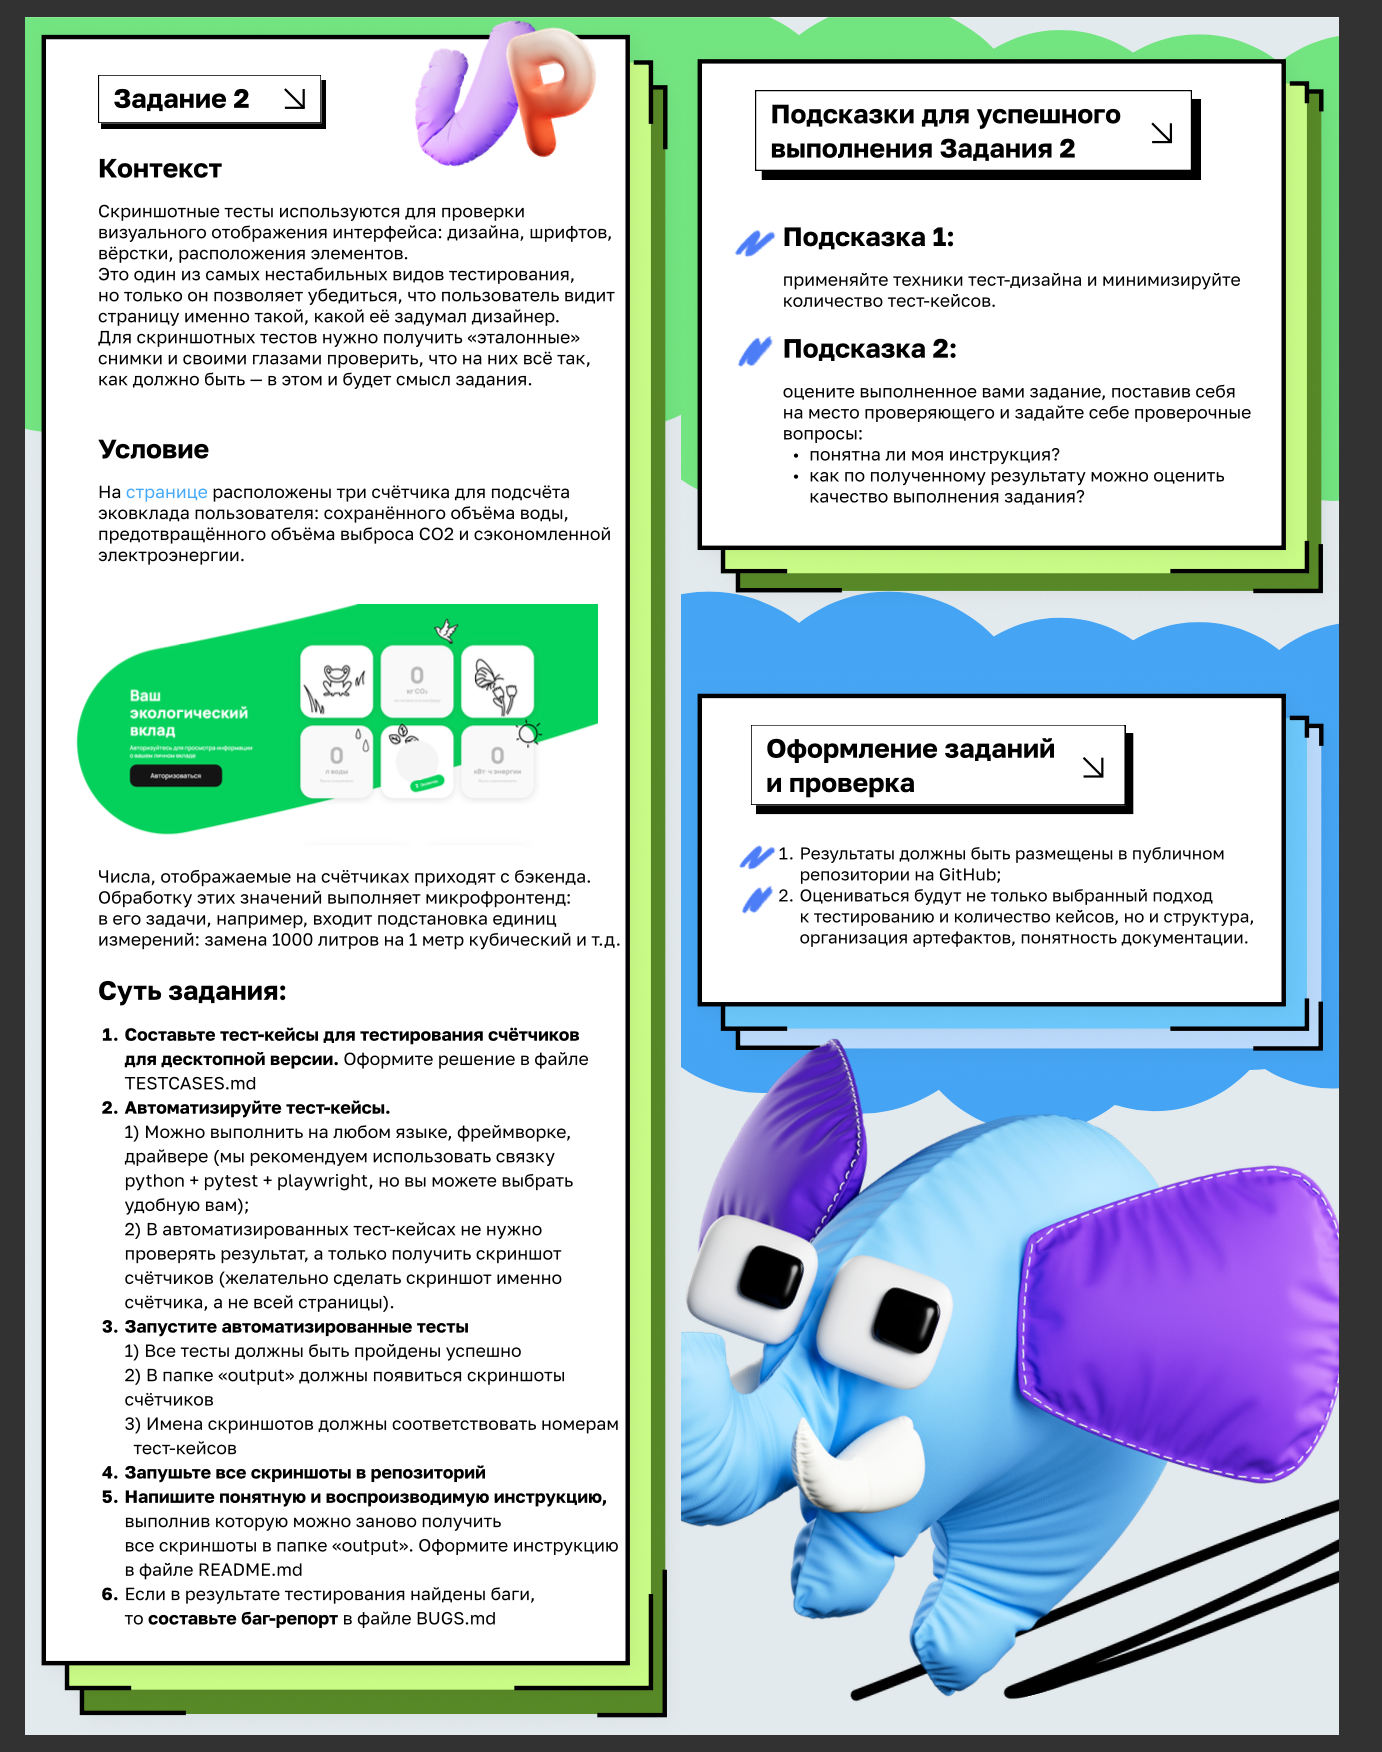 UP
Задание 2
Контекст
Скриншотные тесты используются для проверки
визуального отображения интерфейса: дизайна, шрифтов,
вёрстки, расположения элементов.
Это один из самых нестабильных видов тестирования,
но только он позволяет убедиться, что пользователь видит
страницу именно такой, какой её задумал дизайнер.
Для скриншотных тестов нужно получить «эталонные»
снимки и своими глазами проверить, что на них всё так,
как должно быть — в этом и будет смысл задания.
Условие
На странице расположены три счётчика для подсчёта
эковклада пользователя: сохранённого объёма воды,
предотвращённого объёма выброса СО2 и сэкономленной
электроэнергии.
Ваш
экологический
вклад
Авторизуйтесь для просмотра информации
о вашем личном вкладе
Авторизоваться
0
кг CO₂
0
л воды
0
кВт·ч энергии
Числа, отображаемые на счётчиках приходят с бэкенда.
Обработку этих значений выполняет микрофронтенд:
в его задачи, например, входит подстановка единиц
измерений: замена 1000 литров на 1 метр кубический и т.д.
Суть задания:
1. Составьте тест-кейсы для тестирования счётчиков
для десктопной версии. Оформите решение в файле
TESTCASES.md
2. Автоматизируйте тест-кейсы.
1) Можно выполнить на любом языке, фреймворке,
драйвере (мы рекомендуем использовать связку
python + pytest + playwright, но вы можете выбрать
удобную вам);
2) В автоматизированных тест-кейсах не нужно
проверять результат, а только получить скриншот
счётчиков (желательно сделать скриншот именно
счётчика, а не всей страницы).
3. Запустите автоматизированные тесты
1) Все тесты должны быть пройдены успешно
2) В папке «output» должны появиться скриншоты
счётчиков
3) Имена скриншотов должны соответствовать номерам
тест-кейсов
4. Запушьте все скриншоты в репозиторий
5. Напишите понятную и воспроизводимую инструкцию,
выполнив которую можно заново получить
все скриншоты в папке «output». Оформите инструкцию
в файле README.md
6. Если в результате тестирования найдены баги,
то составьте баг-репорт в файле BUGS.md
Подсказки для успешного
выполнения Задания 2
Подсказка 1:
применяйте техники тест-дизайна и минимизируйте
количество тест-кейсов.
Подсказка 2:
оцените выполненное вами задание, поставив себя
на место проверяющего и задайте себе проверочные
вопросы:
• понятна ли моя инструкция?
• как по полученному результату можно оценить
качество выполнения задания?
Оформление заданий
и проверка
1. Результаты должны быть размещены в публичном
репозитории на GitHub;
2. Оцениваться будут не только выбранный подход
к тестированию и количество кейсов, но и структура,
организация артефактов, понятность документации.